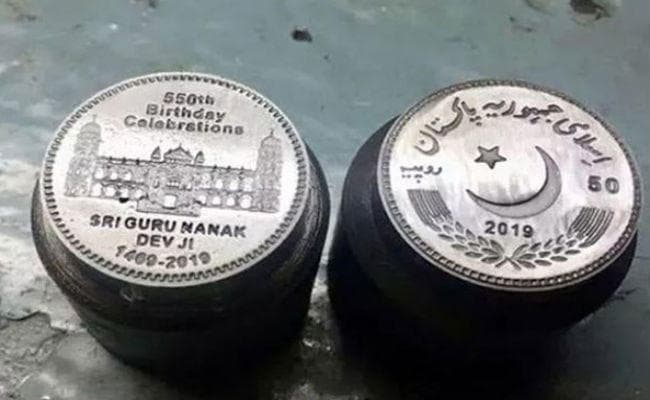 550th
Birthday
Celebrations
SRI GURU NANAK
DEV JI
1469-2019
اسلامی جمہوریہ پاکستان
روپیہ
50
2019